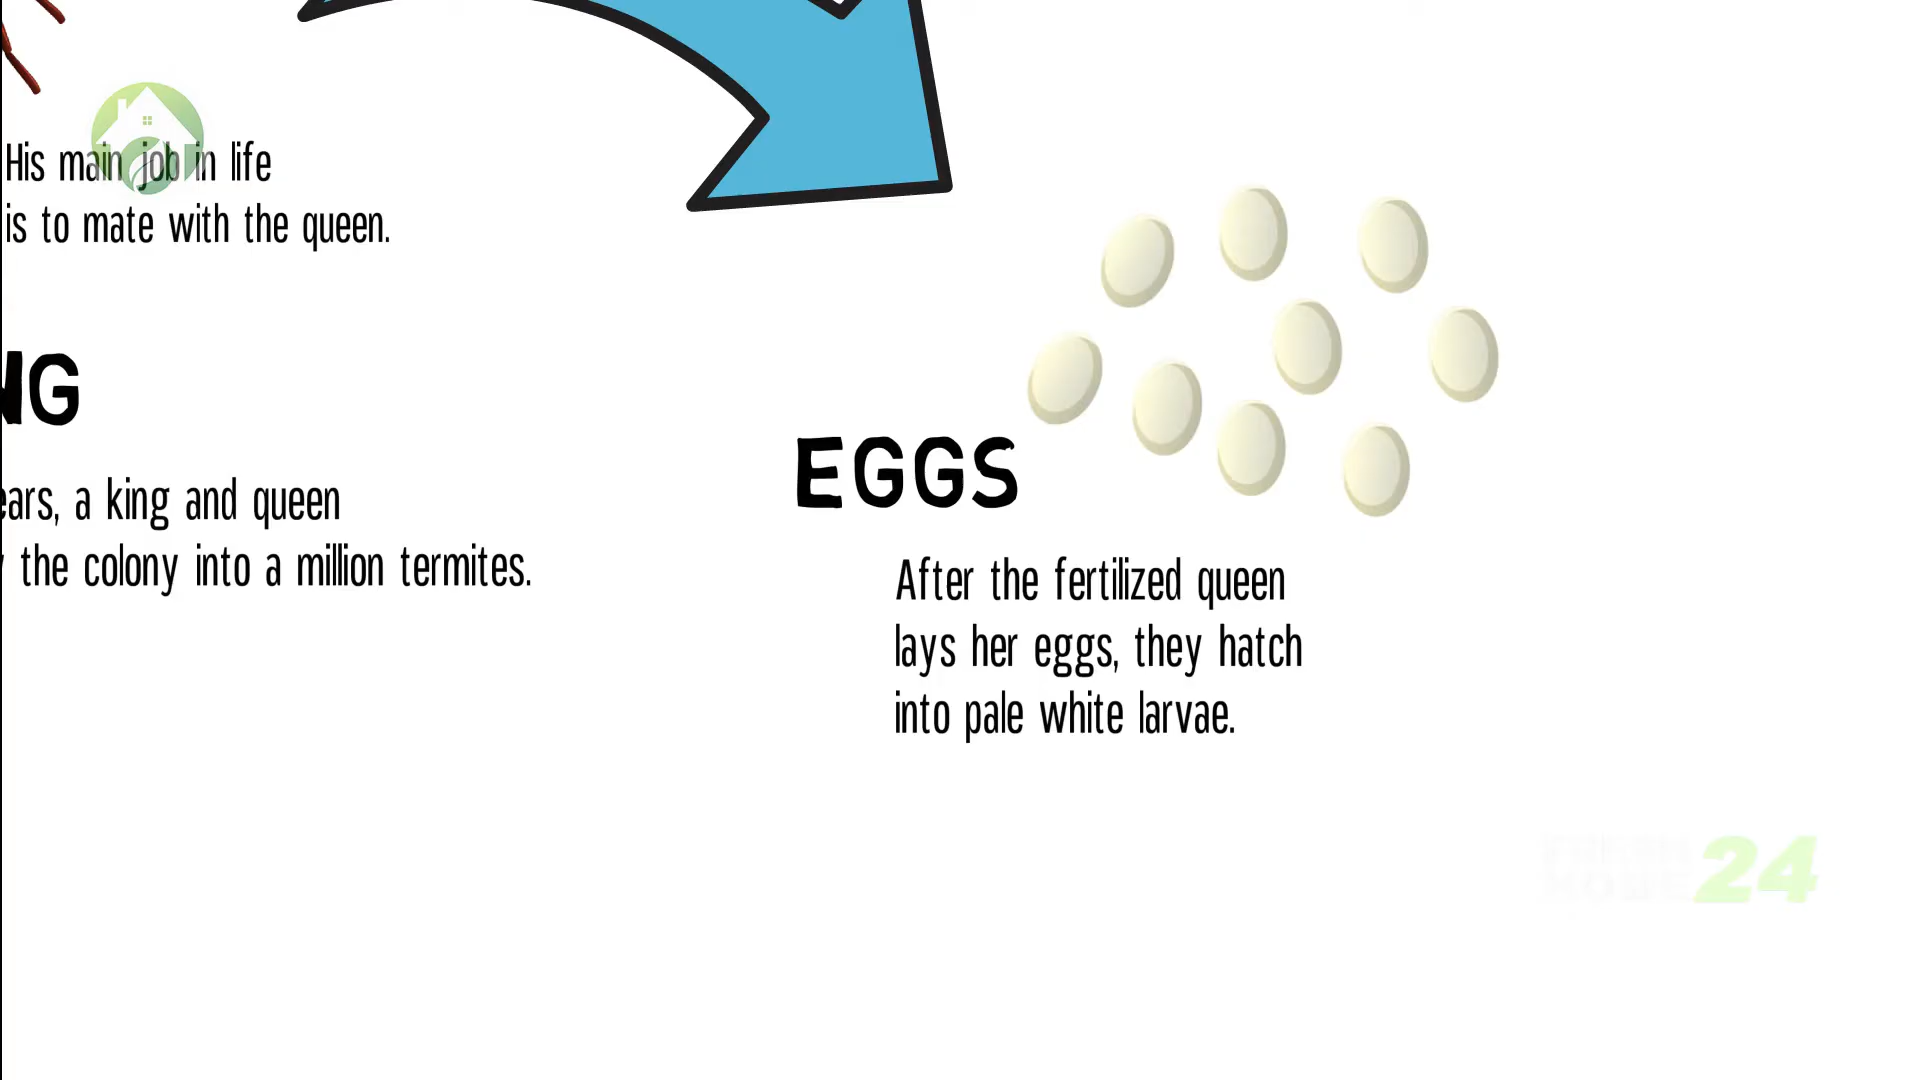 His main job in life
is to mate with the queen.
NG
ears, a king and queen
the colony into a million termites.
EGGS
After the fertilized queen
lays her eggs, they hatch
into pale white larvae.
24